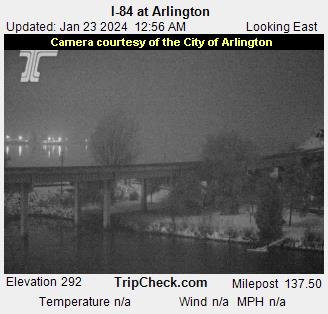 I-84 at Arlington
Updated: Jan 23 2024 12:56 AM Looking East
Camera courtesy of the City of Arlington
Elevation 292 TripCheck.com Milepost 137.50
Temperature n/a Wind n/a MPH n/a